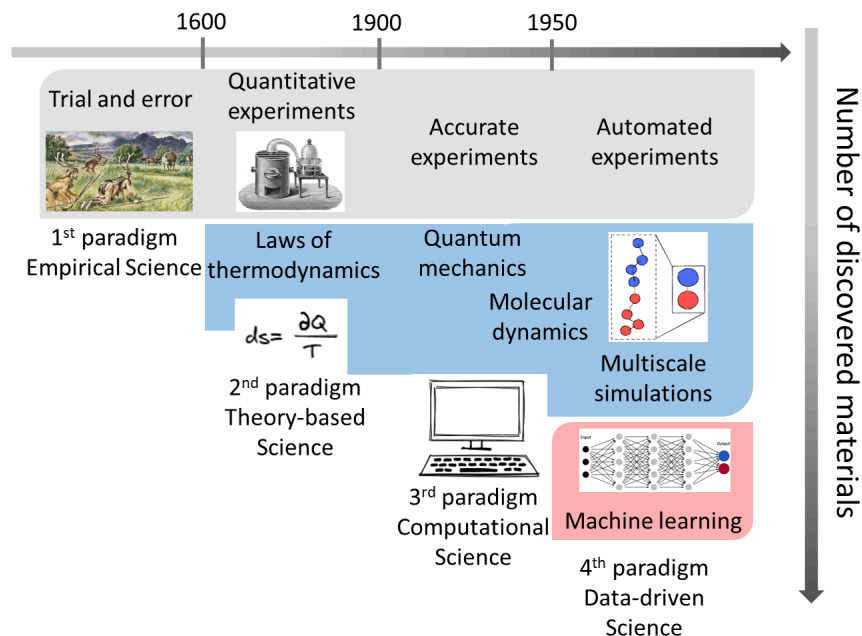 1600
1900
1950
Trial and error
Quantitative
experiments
Accurate
experiments
Automated
experiments
1st paradigm
Empirical Science
Laws of
thermodynamics
ds= ∂Q
T
2nd paradigm
Theory-based
Science
Quantum
mechanics
Molecular
dynamics
Multiscale
simulations
3rd paradigm
Computational
Science
Input
Output
Machine learning
4th paradigm
Data-driven
Science
Number of discovered materials